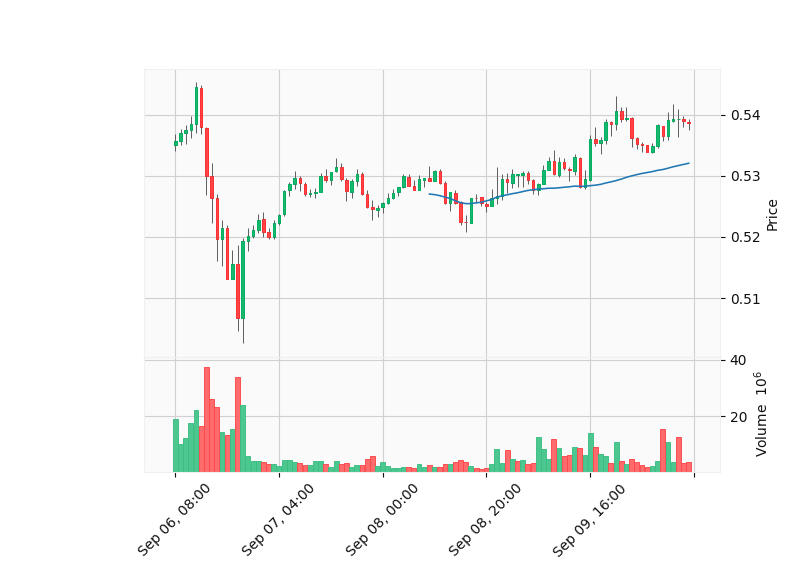 0.54
0.53
0.52
0.51
Price
40
20
Volume 10^6
Sep 06, 08:00
Sep 07, 04:00
Sep 08, 00:00
Sep 08, 20:00
Sep 09, 16:00